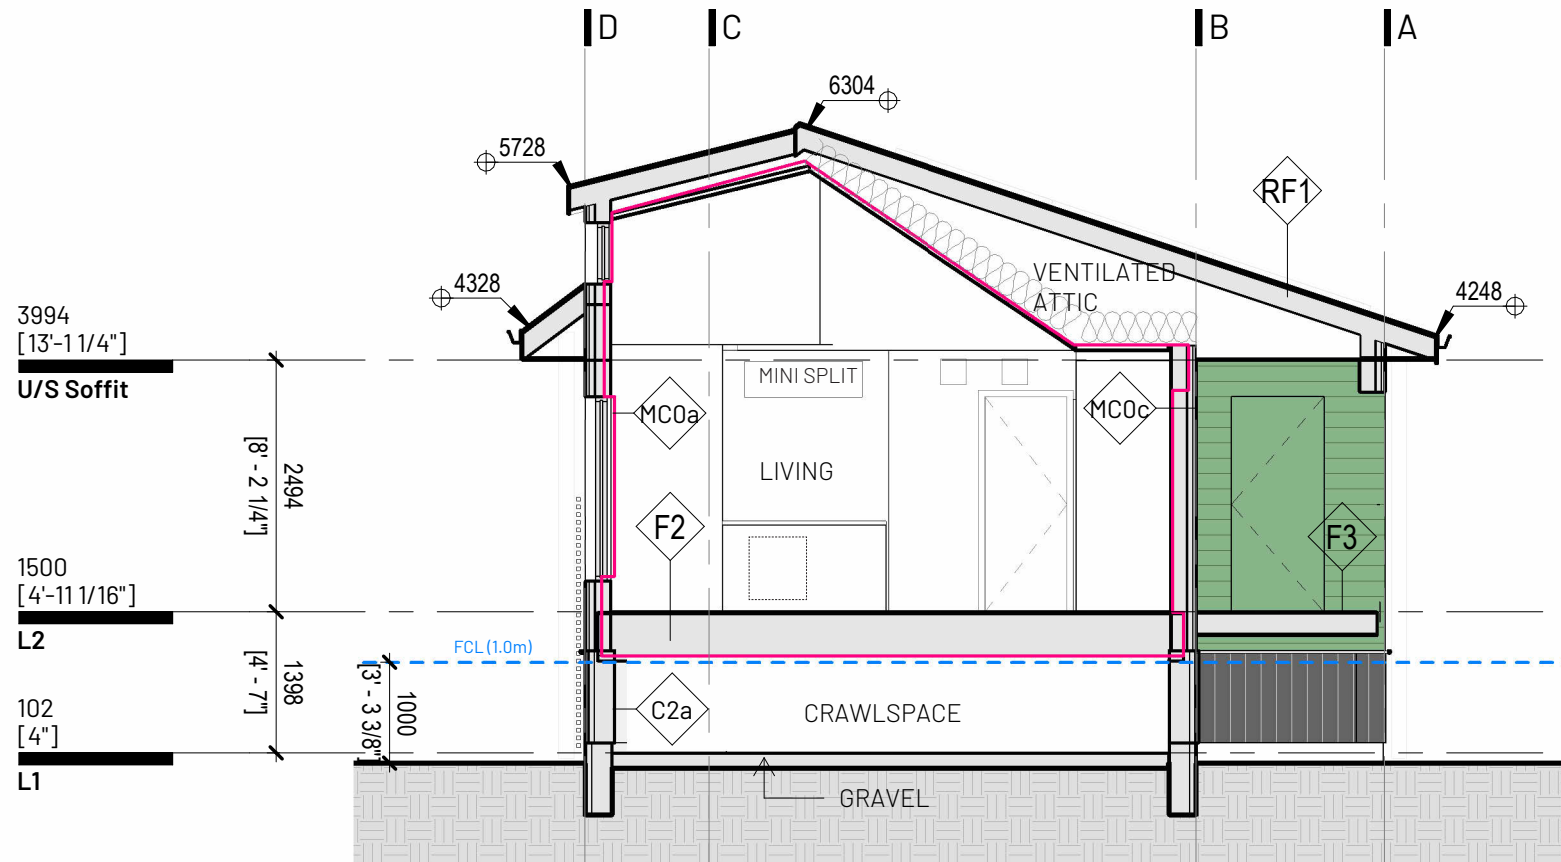 D
C
B
A
6304
5728
RF1
4328
VENTILATED
ATTIC
4248
3994
[13'-1 1/4"]
U/S Soffit
MINI SPLIT
MC0a
MC0c
2494
[8' - 2 1/4"]
LIVING
F2
F3
1500
[4'-11 1/16"]
L2
FCL (1.0m)
1398
[4' - 7"]
1000
[3' - 3 3/8"]
102
[4"]
L1
C2a
CRAWLSPACE
GRAVEL